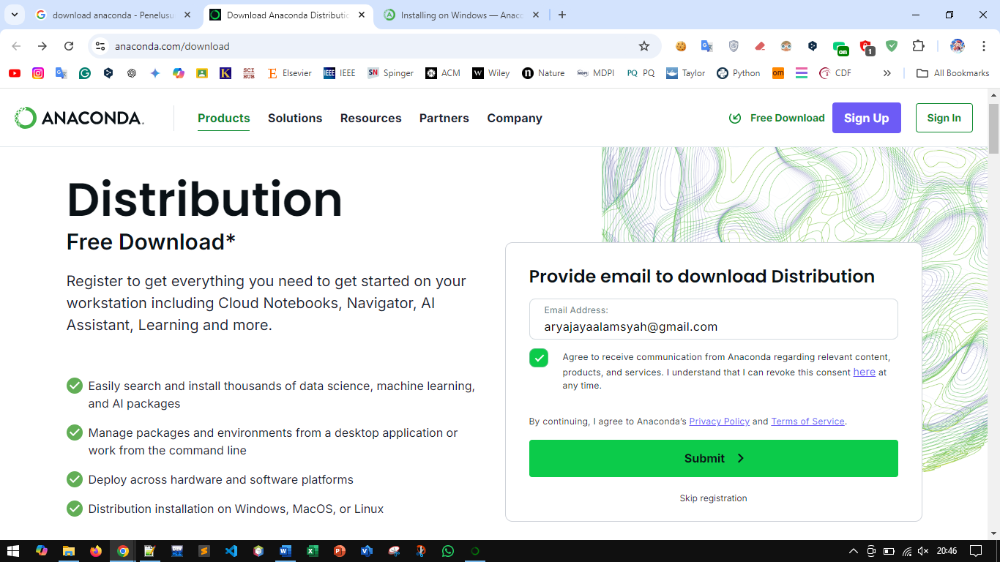 download anaconda - Penelusu
Download Anaconda Distributio
Installing on Windows — Anac
anaconda.com/download
on
1
SCI
HUB
Elsevier
IEEE
IEEE
SN
Spinger
ACM
W
Wiley
n
Nature
MDPI
MDPI
PQ
PQ
Taylor
Python
om
CDF
All Bookmarks
ANACONDA.
Products
Solutions
Resources
Partners
Company
Free Download
Sign Up
Sign In
Distribution
Free Download*
Register to get everything you need to get started on your
workstation including Cloud Notebooks, Navigator, AI
Assistant, Learning and more.
Easily search and install thousands of data science, machine learning,
and AI packages
Manage packages and environments from a desktop application or
work from the command line
Deploy across hardware and software platforms
Distribution installation on Windows, MacOS, or Linux
Provide email to download Distribution
Email Address:
aryajayaalamsyah@gmail.com
Agree to receive communication from Anaconda regarding relevant content,
products, and services. I understand that I can revoke this consent here at
any time.
By continuing, I agree to Anaconda’s Privacy Policy and Terms of Service.
Submit
Skip registration
20:46